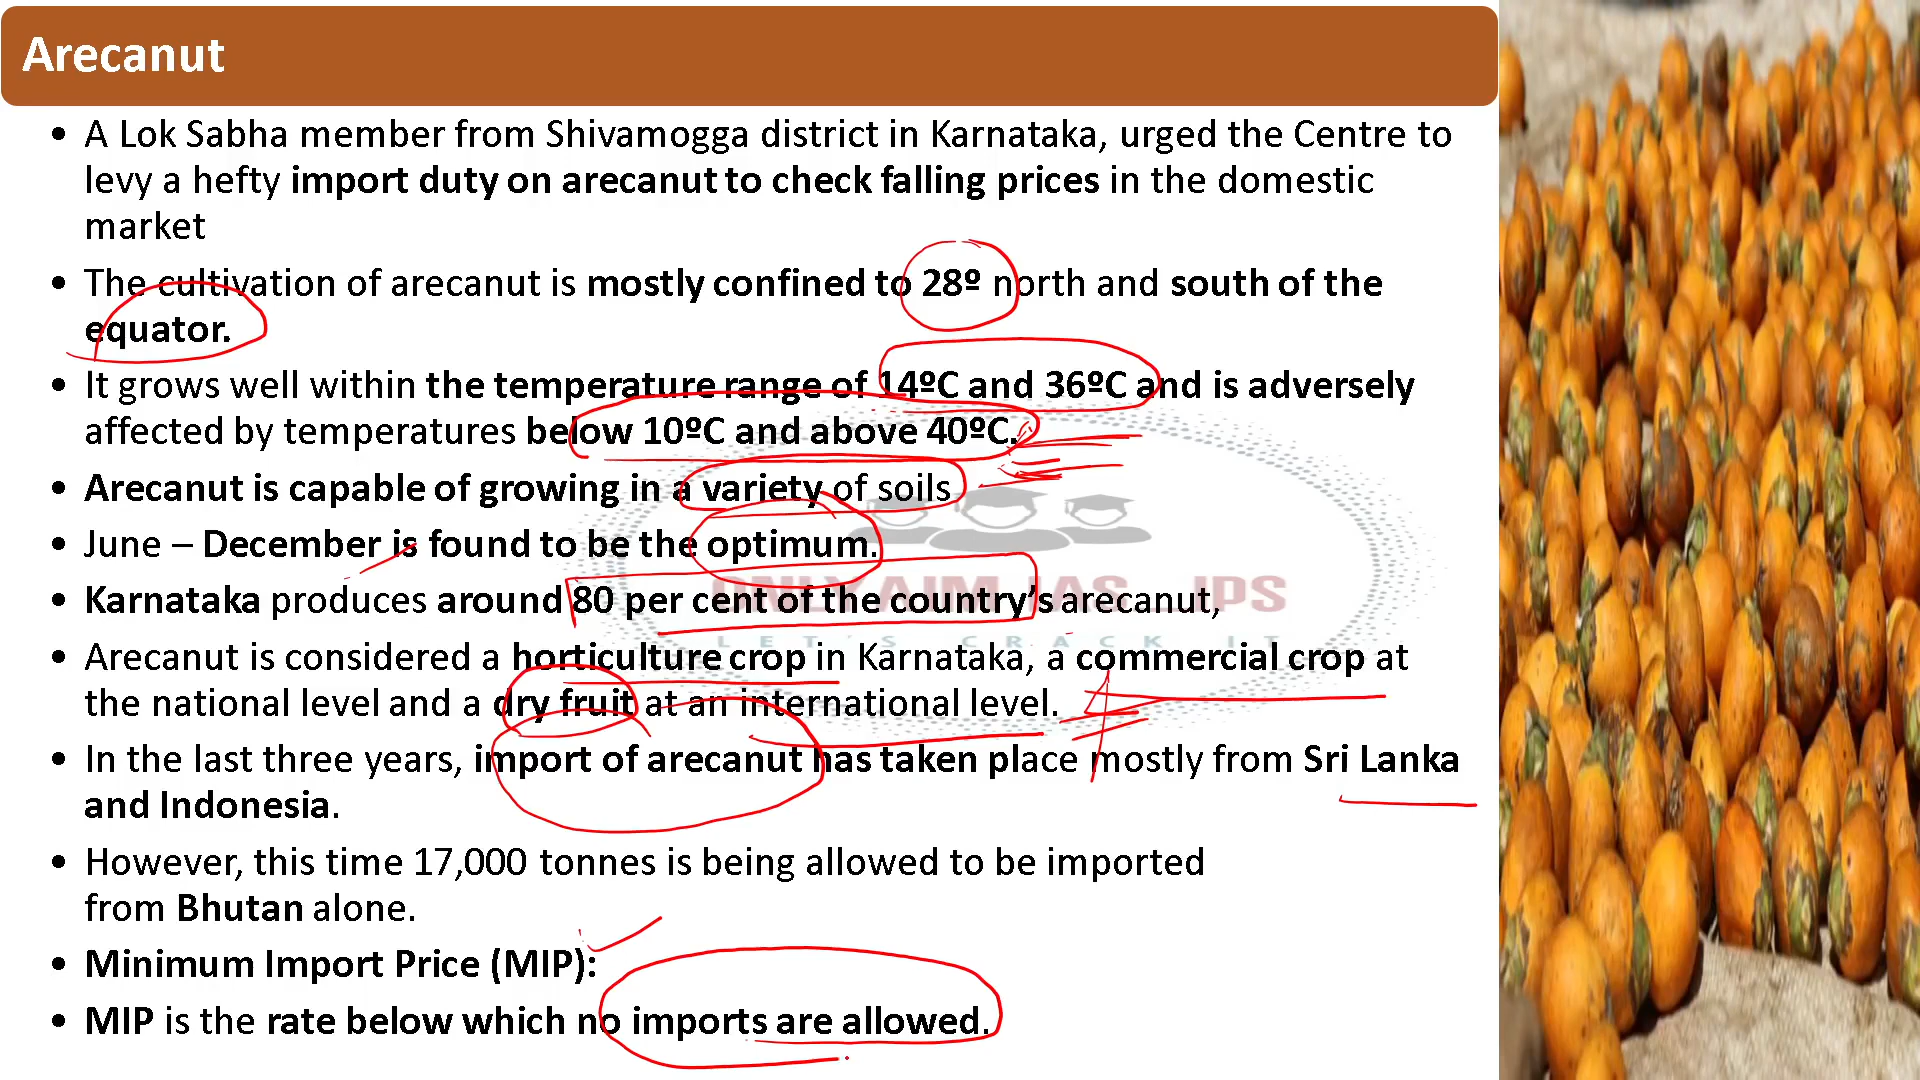 Arecanut
• A Lok Sabha member from Shivamogga district in Karnataka, urged the Centre to
levy a hefty import duty on arecanut to check falling prices in the domestic
market
• The cultivation of arecanut is mostly confined to 28º north and south of the
equator.
• It grows well within the temperature range of 14ºC and 36ºC and is adversely
affected by temperatures below 10ºC and above 40ºC.
• Arecanut is capable of growing in a variety of soils
• June – December is found to be the optimum.
• Karnataka produces around 80 per cent of the country's arecanut,
ONLY AIM IAS _IPS
LET'S CRACK IT
• Arecanut is considered a horticulture crop in Karnataka, a commercial crop at
the national level and a dry fruit at an international level.
• In the last three years, import of arecanut has taken place mostly from Sri Lanka
and Indonesia.
• However, this time 17,000 tonnes is being allowed to be imported
from Bhutan alone.
• Minimum Import Price (MIP):
• MIP is the rate below which no imports are allowed.